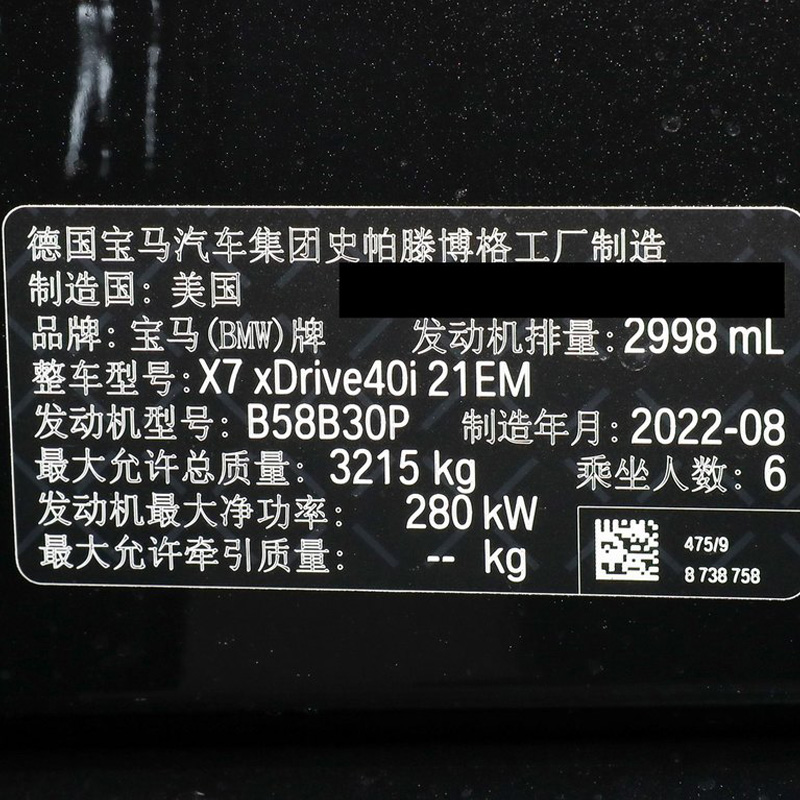 德国宝马汽车集团史帕滕博格工厂制造
制造国：美国
品牌：宝马(BMW)牌 发动机排量：2998 mL
整车型号：X7 xDrive40i 21EM
发动机型号：B58B30P 制造年月：2022-08
最大允许总质量：3215 kg 乘坐人数：6
发动机最大净功率：280 kW
最大允许牵引质量：-- kg
475/9
8 738 758